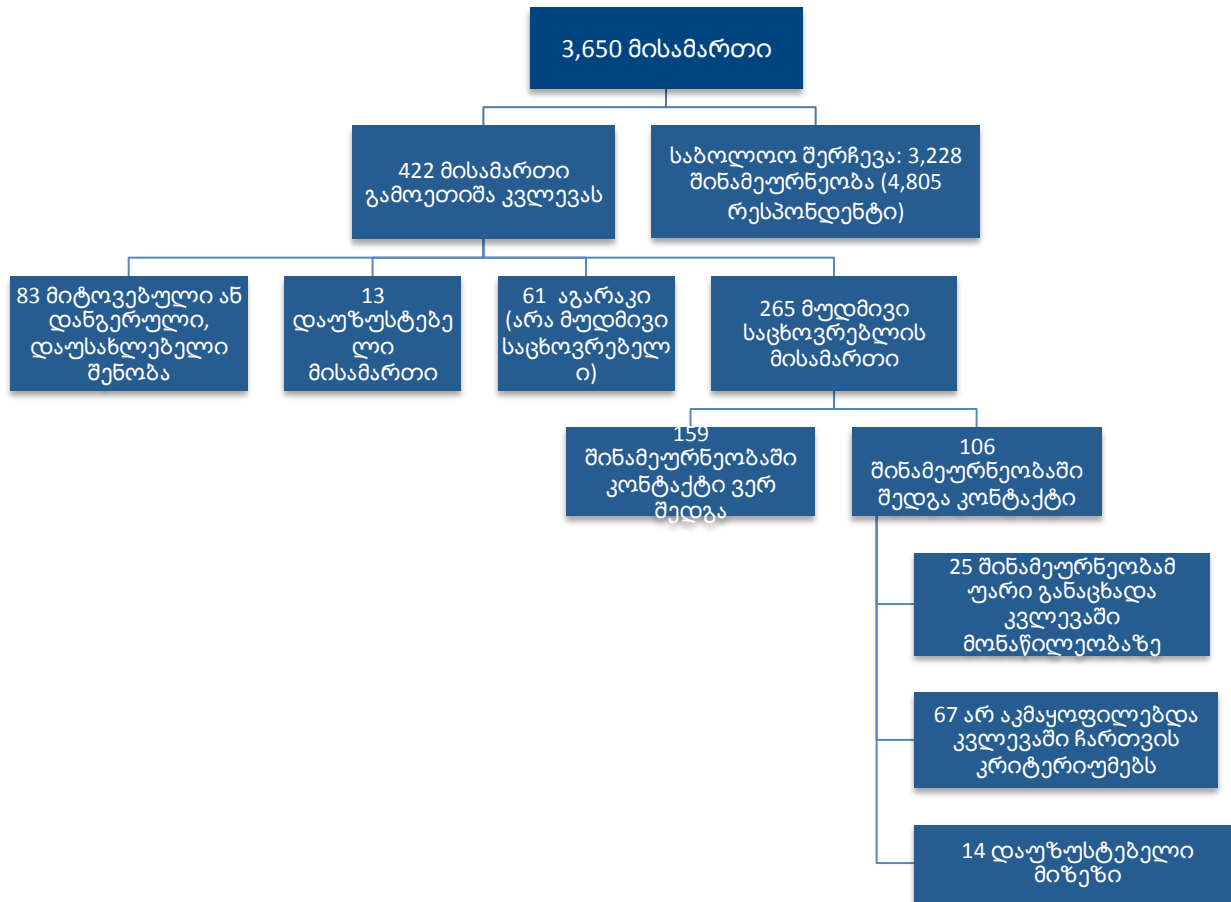 3,650 მისამართი
422 მისამართი
გამოეთიშა კვლევას
საბოლოო შერჩევა: 3,228
შინამეურნეობა (4,805
რესპონდენტი)
83 მიტოვებული ან
დანგერული,
დაუსახლებელი
შენობა
13
დაუზუსტებე
ლი
მისამართი
61 აგარაკი
(არა მუდმივი
საცხოვრებელ
ი)
265 მუდმივი
საცხოვრებლის
მისამართი
159
შინამეურნეობაში
კონტაქტი ვერ
შედგა
106
შინამეურნეობაში
შედგა კონტაქტი
25 შინამეურნეობამ
უარი განაცხადა
კვლევაში
მონაწილეობაზე
67 არ აკმაყოფილებდა
კვლევაში ჩართვის
კრიტერიუმებს
14 დაუზუსტებელი
მიზეზი